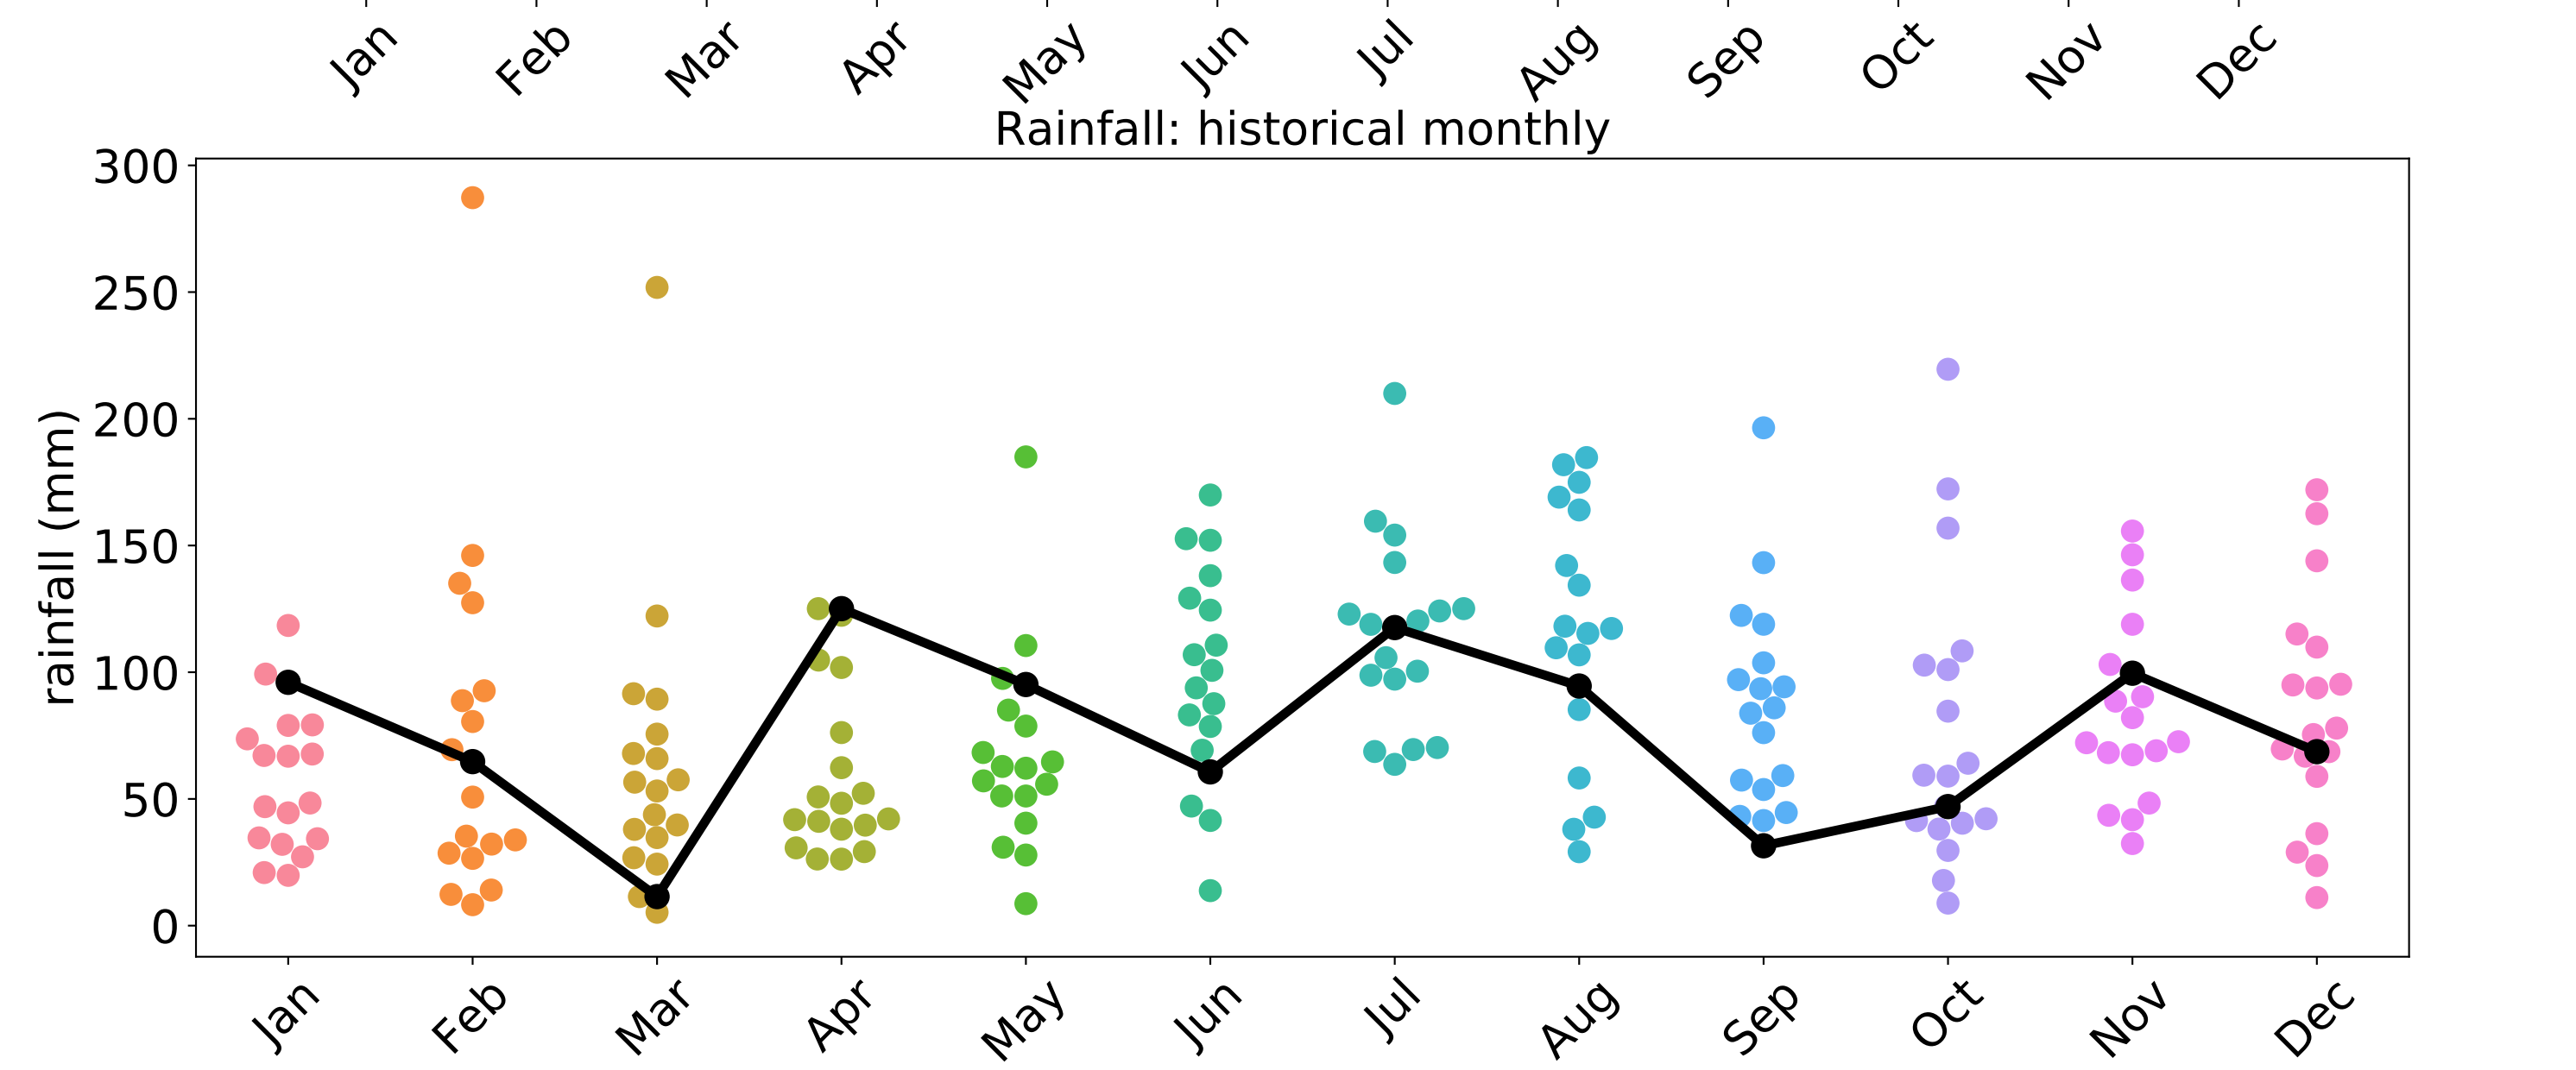 Jan Feb Mar Apr May Jun Jul Aug Sep Oct Nov Dec
Rainfall: historical monthly
300
250
200
150
100
50
0
rainfall (mm)
Jan Feb Mar Apr May Jun Jul Aug Sep Oct Nov Dec